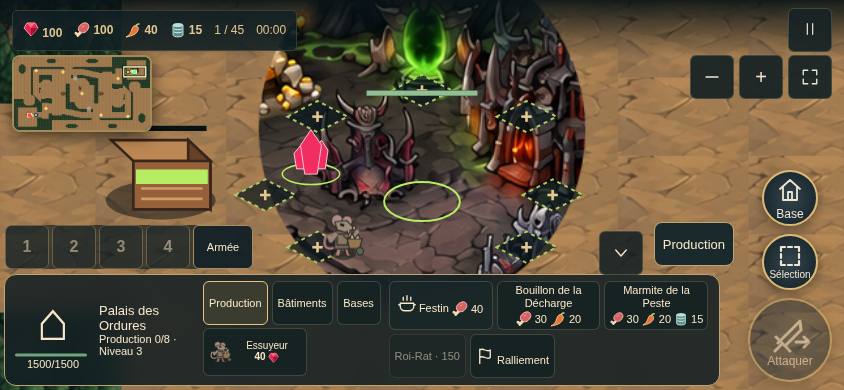 100 100 40 15 1 / 45 00:00
1 2 3 4 Armée
Production
Base
Sélection
Attaquer
Palais des
Ordures
Production 0/8 ·
Niveau 3
1500/1500
Production Bâtiments Bases
Essuyeur
40
Festin 40
Bouillon de la
Décharge
30 20
Marmite de la
Peste
30 20 15
Roi-Rat · 150
Ralliement